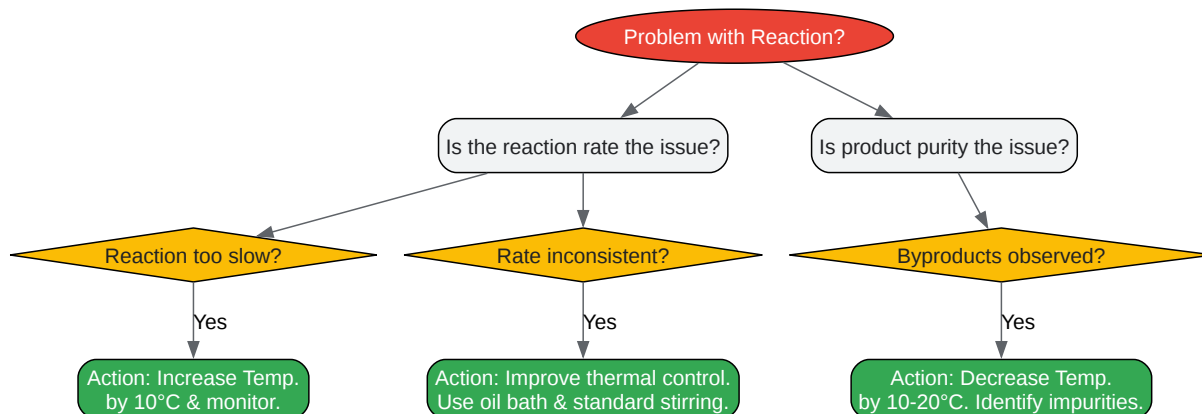 Problem with Reaction?
Is the reaction rate the issue?
Is product purity the issue?
Reaction too slow?
Rate inconsistent?
Byproducts observed?
Yes
Yes
Yes
Action: Increase Temp.
by 10°C & monitor.
Action: Improve thermal control.
Use oil bath & standard stirring.
Action: Decrease Temp.
by 10-20°C. Identify impurities.